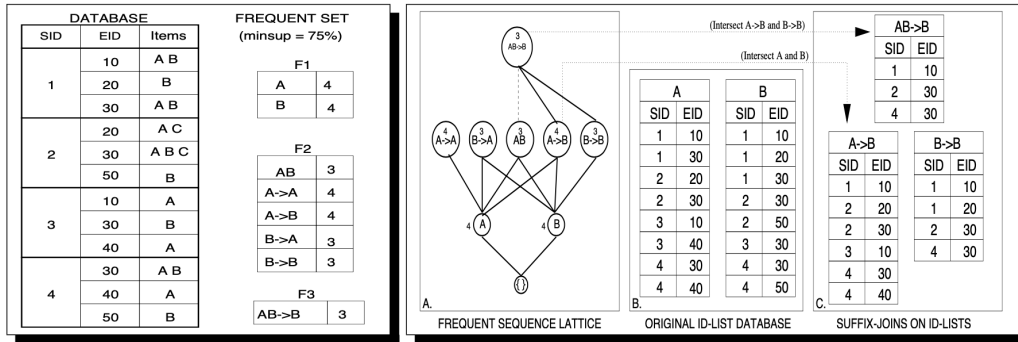 DATABASE
SID EID Items
1
10 A B
20 B
30 A B
2
20 A C
30 A B C
50 B
3
10 A
30 B
40 A
4
30 A B
40 A
50 B
FREQUENT SET
(minsup = 75%)
F1
A 4
B 4
F2
AB 3
A->A 4
A->B 4
B->A 3
B->B 3
F3
AB->B 3
3
AB->B
4
A->A
3
B->A
3
AB
4
A->B
3
B->B
4 A
4 B
{}
A.
FREQUENT SEQUENCE LATTICE
(Intersect A->B and B->B)
(Intersect A and B)
A
SID EID
1 10
1 30
2 20
2 30
3 10
3 40
4 30
4 40
B
SID EID
1 10
1 20
1 30
2 30
2 50
3 30
4 30
4 50
B.
ORIGINAL ID-LIST DATABASE
AB->B
SID EID
1 10
2 30
4 30
A->B
SID EID
1 10
2 20
2 30
3 10
4 30
4 40
B->B
SID EID
1 10
1 20
2 30
4 30
C.
SUFFIX-JOINS ON ID-LISTS